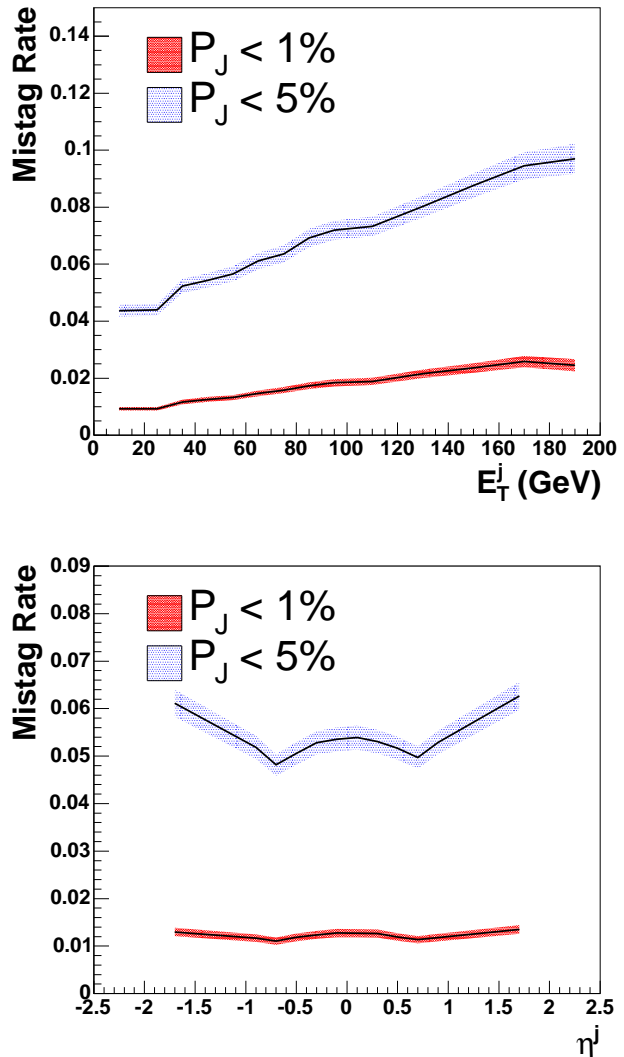 Mistag Rate
0.14
0.12
0.1
0.08
0.06
0.04
0.02
0
P_J < 1%
P_J < 5%
0 20 40 60 80 100 120 140 160 180 200
E_T^j (GeV)
Mistag Rate
0.09
0.08
0.07
0.06
0.05
0.04
0.03
0.02
0.01
0
P_J < 1%
P_J < 5%
-2.5 -2 -1.5 -1 -0.5 0 0.5 1 1.5 2 2.5
η^j